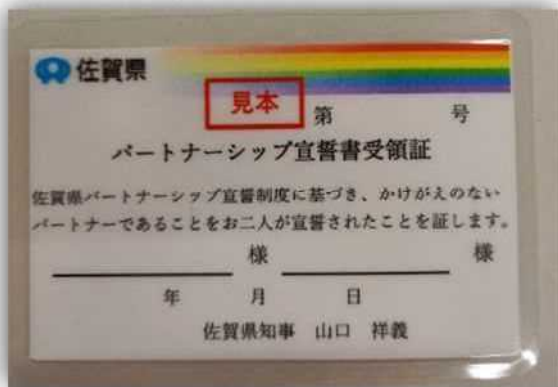 佐賀県
見本
第 号
パートナーシップ宣誓書受領証
佐賀県パートナーシップ宣誓制度に基づき、かけがえのない
パートナーであることをお二人が宣誓されたことを証します。
様 様
年 月 日
佐賀県知事 山口 祥義